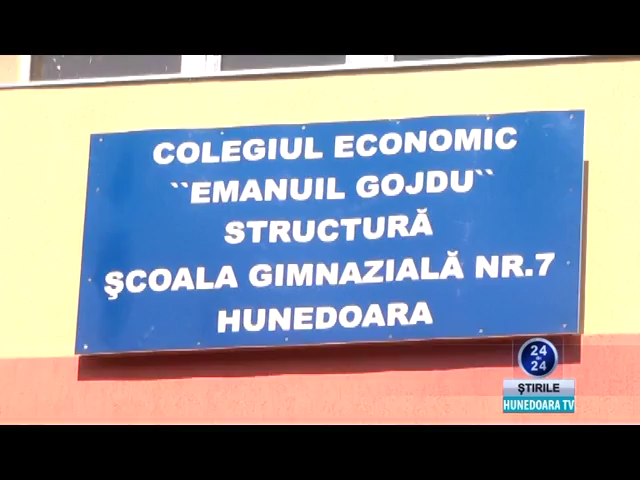 COLEGIUL ECONOMIC
``EMANUIL GOJDU``
STRUCTURĂ
ŞCOALA GIMNAZIALĂ NR.7
HUNEDOARA
24
24
ŞTIRILE
HUNEDOARA TV